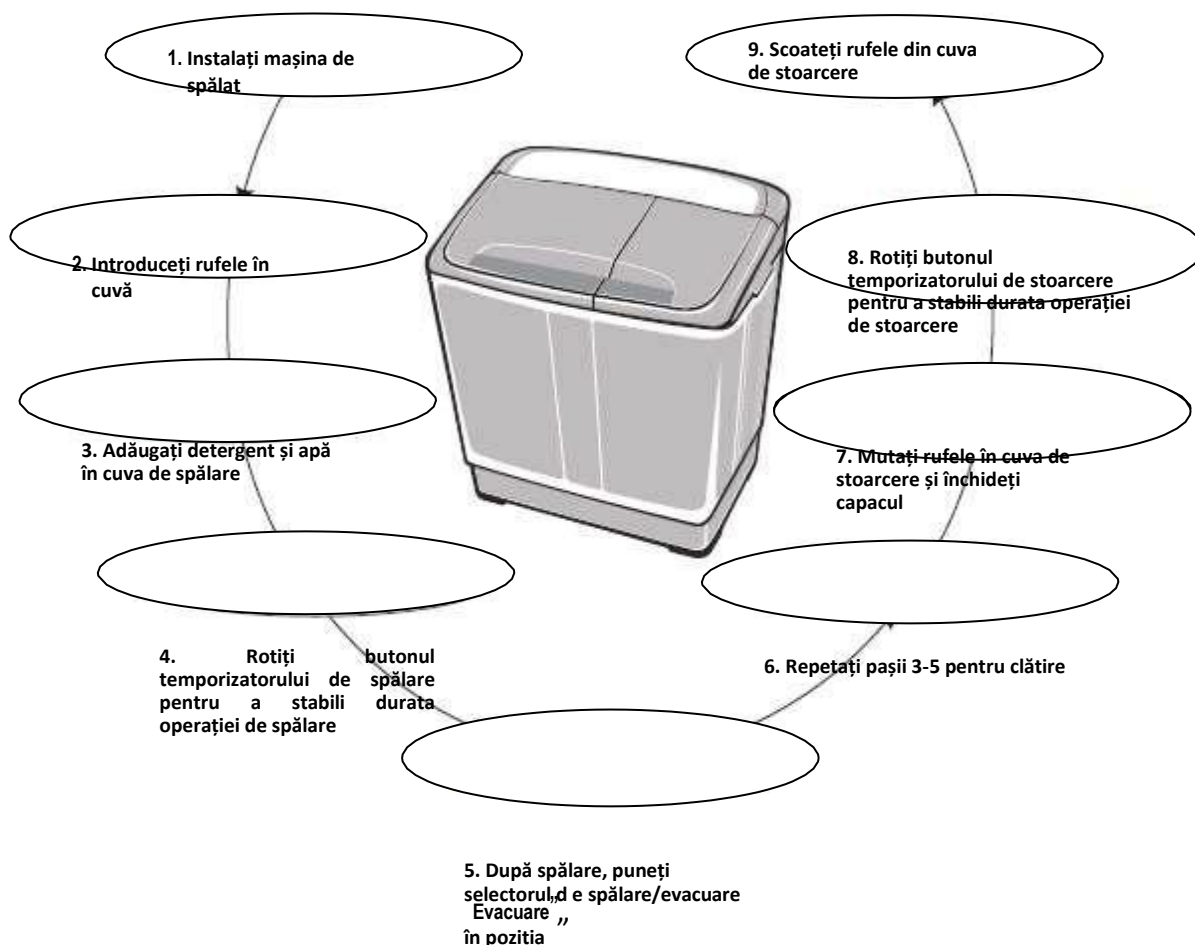 1. Instalați mașina de
spălat
2. Introduceți rufele în
cuvă
3. Adăugați detergent și apă
în cuva de spălare
4. Rotiți butonul
temporizatorului de spălare
pentru a stabili durata
operației de spălare
5. După spălare, puneți
selectorul,d e spălare/evacuare
Evacuare „
„
în poziția
6. Repetați pașii 3-5 pentru clătire
7. Mutați rufele în cuva de
stoarcere și închideți
capacul
8. Rotiți butonul
temporizatorului de stoarcere
pentru a stabili durata operației
de stoarcere
9. Scoateți rufele din cuva
de stoarcere